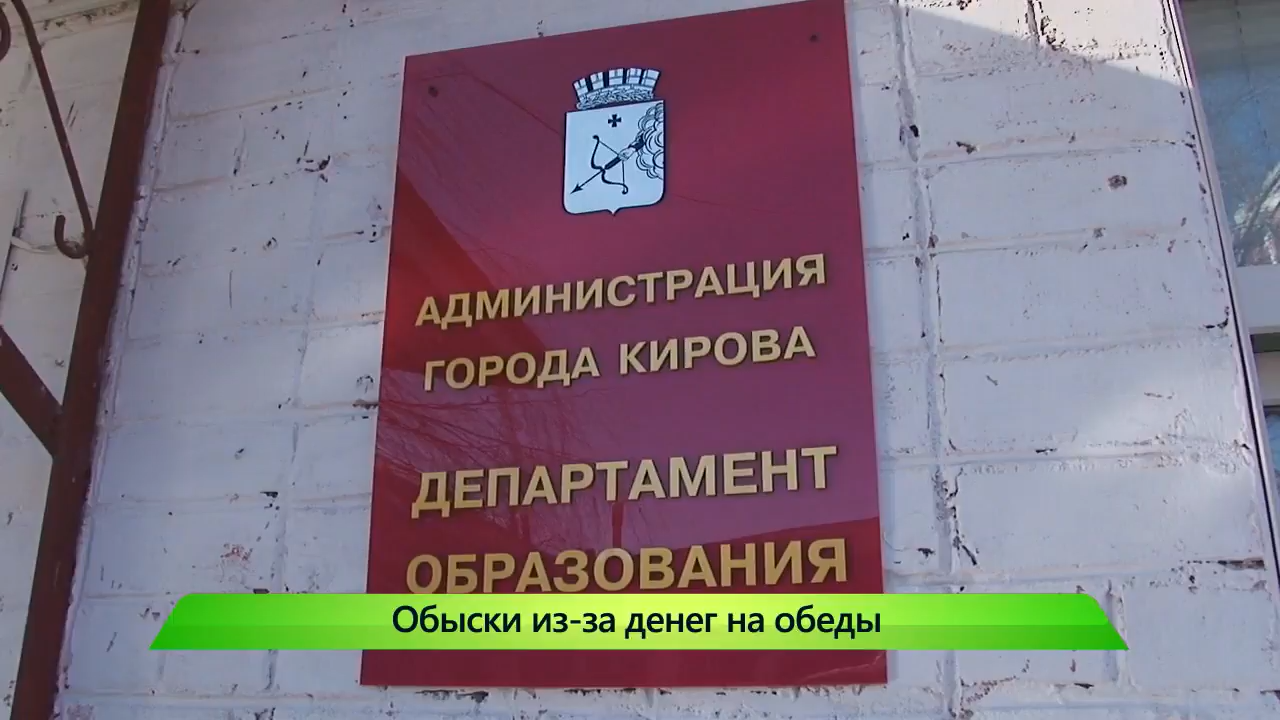 АДМИНИСТРАЦИЯ
ГОРОДА КИРОВА
ДЕПАРТАМЕНТ
ОБРАЗОВАНИЯ
Обыски из-за денег на обеды